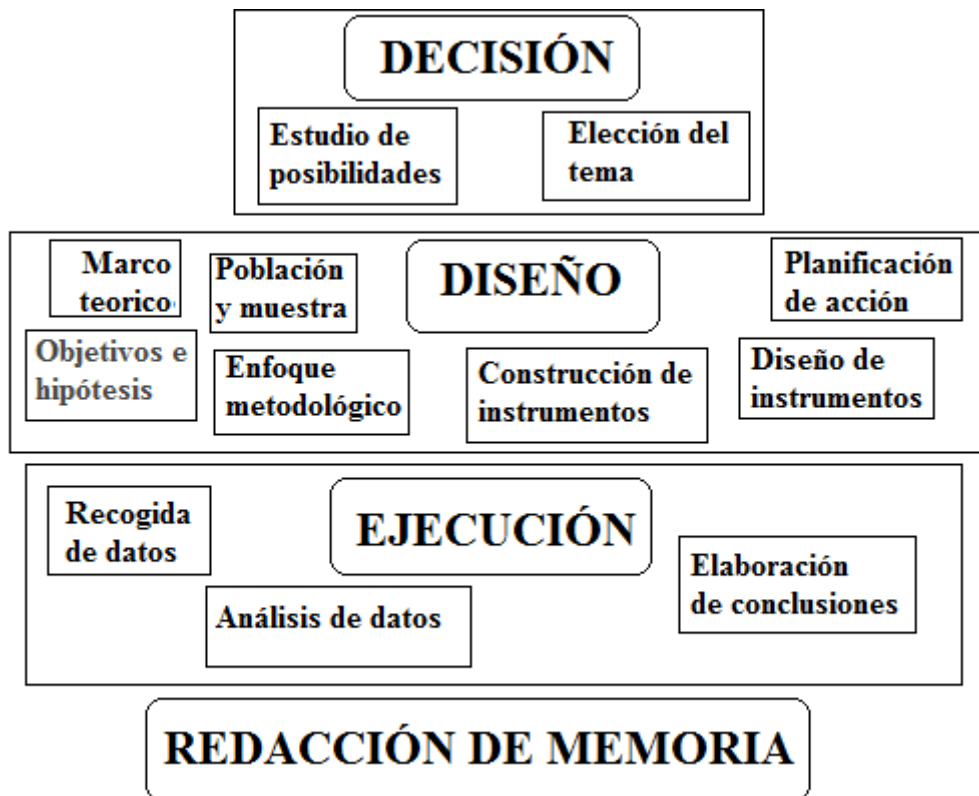 DECISIÓN
Estudio de
posibilidades
Elección del
tema
DISEÑO
Marco
teorico
Población
y muestra
Planificación
de acción
Objetivos e
hipótesis
Enfoque
metodológico
Construcción de
instrumentos
Diseño de
instrumentos
EJECUCIÓN
Recogida
de datos
Análisis de datos
Elaboración
de conclusiones
REDACCIÓN DE MEMORIA